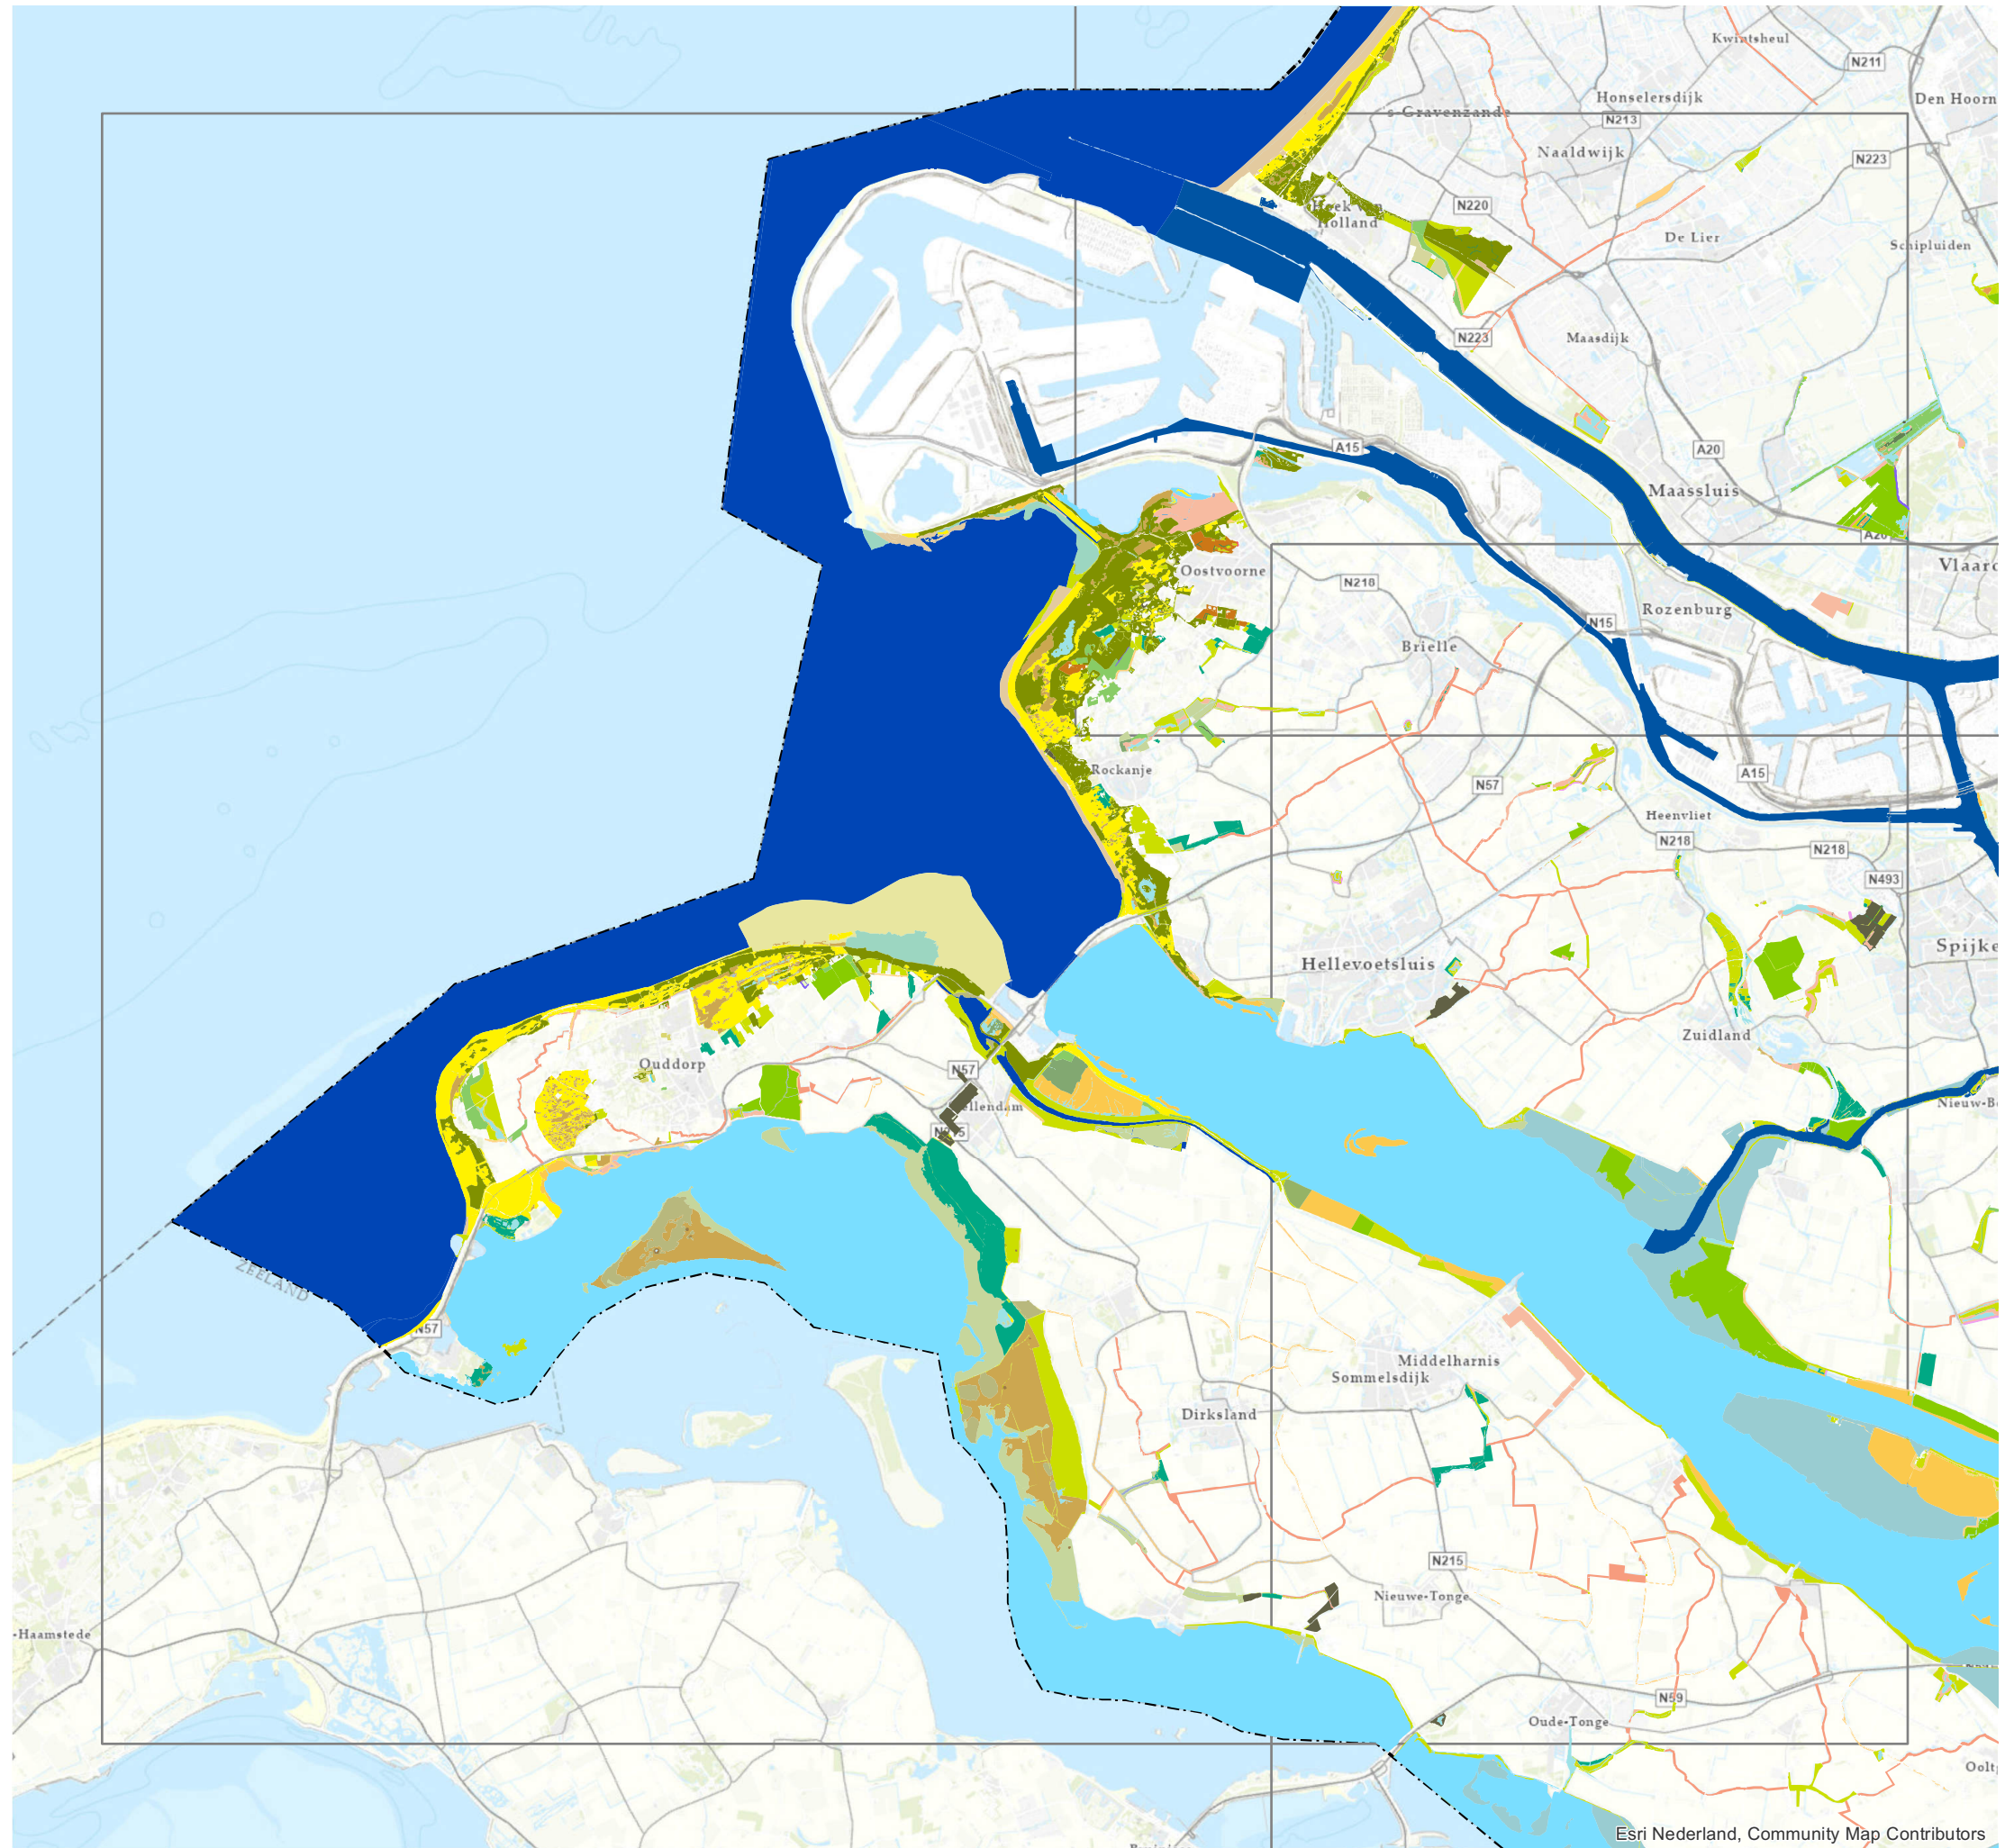 Kwintsheul
N211
Honselersdijk
Den Hoorn
's-Gravenzande
N213
Naaldwijk
N223
N220
Hoek van
Holland
De Lier
Schipluiden
N223
Maasdijk
A15
A20
Maassluis
A20
Oostvoorne
N218
Vlaard
N15
Rozenburg
Brielle
Rockanje
A15
N57
Heenvliet
N218
N218
N493
Hellevoetsluis
Spijke
Zuidland
Ouddorp
N57
ellendam
Nieuw-Be
N215
ZEELAND
N57
Middelharnis
Sommelsdijk
Dirksland
N215
Nieuwe-Tonge
-Haamstede
N59
Oude-Tonge
Oolt
Esri Nederland, Community Map Contributors